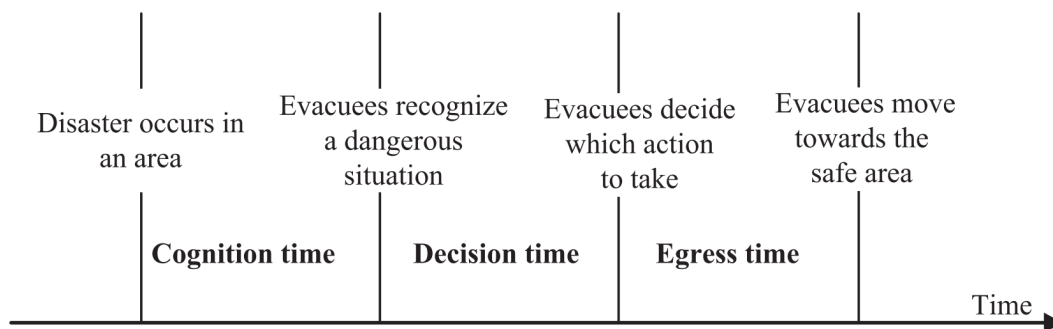 Disaster occurs in
an area
Evacuees recognize
a dangerous
situation
Evacuees decide
which action
to take
Evacuees move
towards the
safe area
Cognition time
Decision time
Egress time
Time